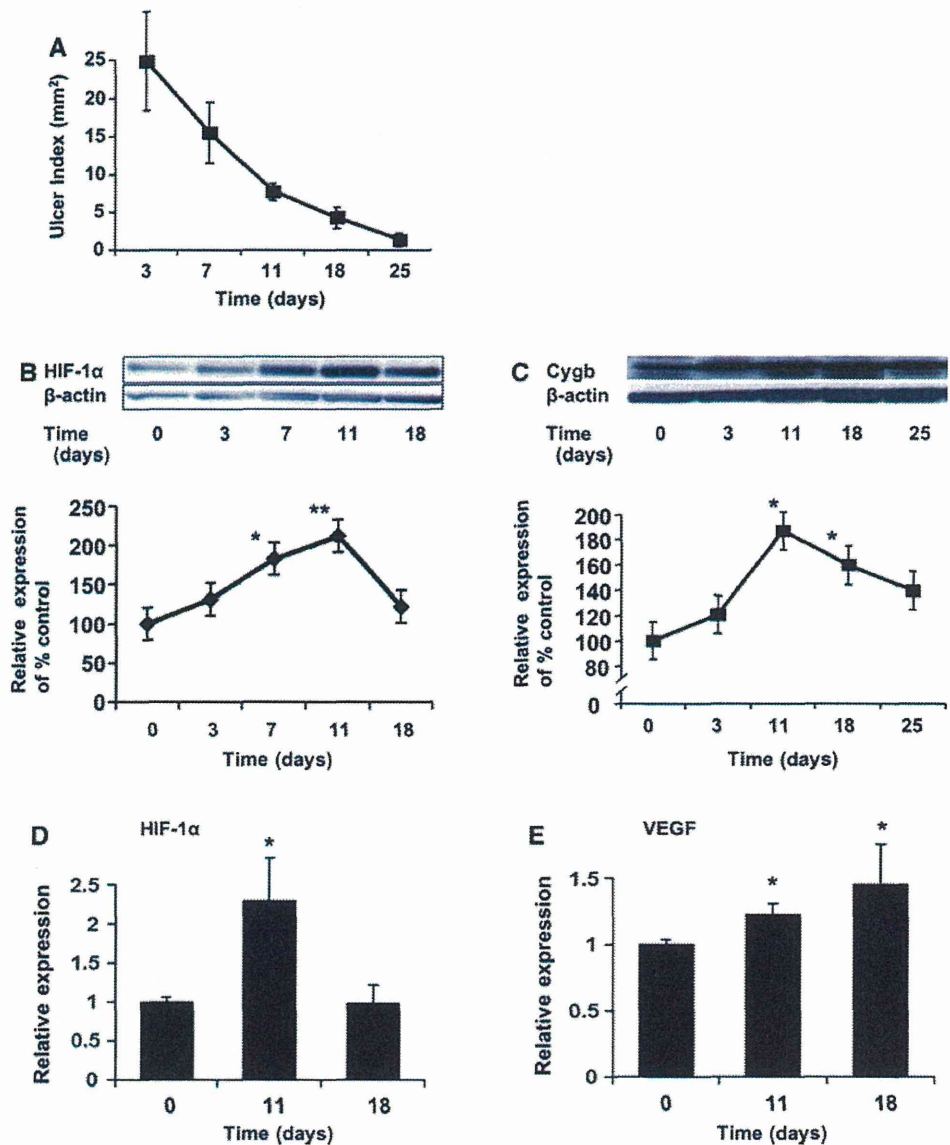 A
Ulcer Index (mm²)
25
20
15
10
5
0
3 7 11 18 25
Time (days)
B HIF-1α
β-actin
Time (days) 0 3 7 11 18
Relative expression of % control
250
200
150
100
50
0
* **
0 3 7 11 18
Time (days)
C Cygb
β-actin
Time (days) 0 3 11 18 25
Relative expression of % control
200
180
160
140
120
100
80
0
* *
0 3 11 18 25
Time (days)
D HIF-1α
Relative expression
2.5
2
1.5
1
0.5
0
*
0 11 18
Time (days)
E VEGF
Relative expression
1.5
1
0.5
0
* *
0 11 18
Time (days)